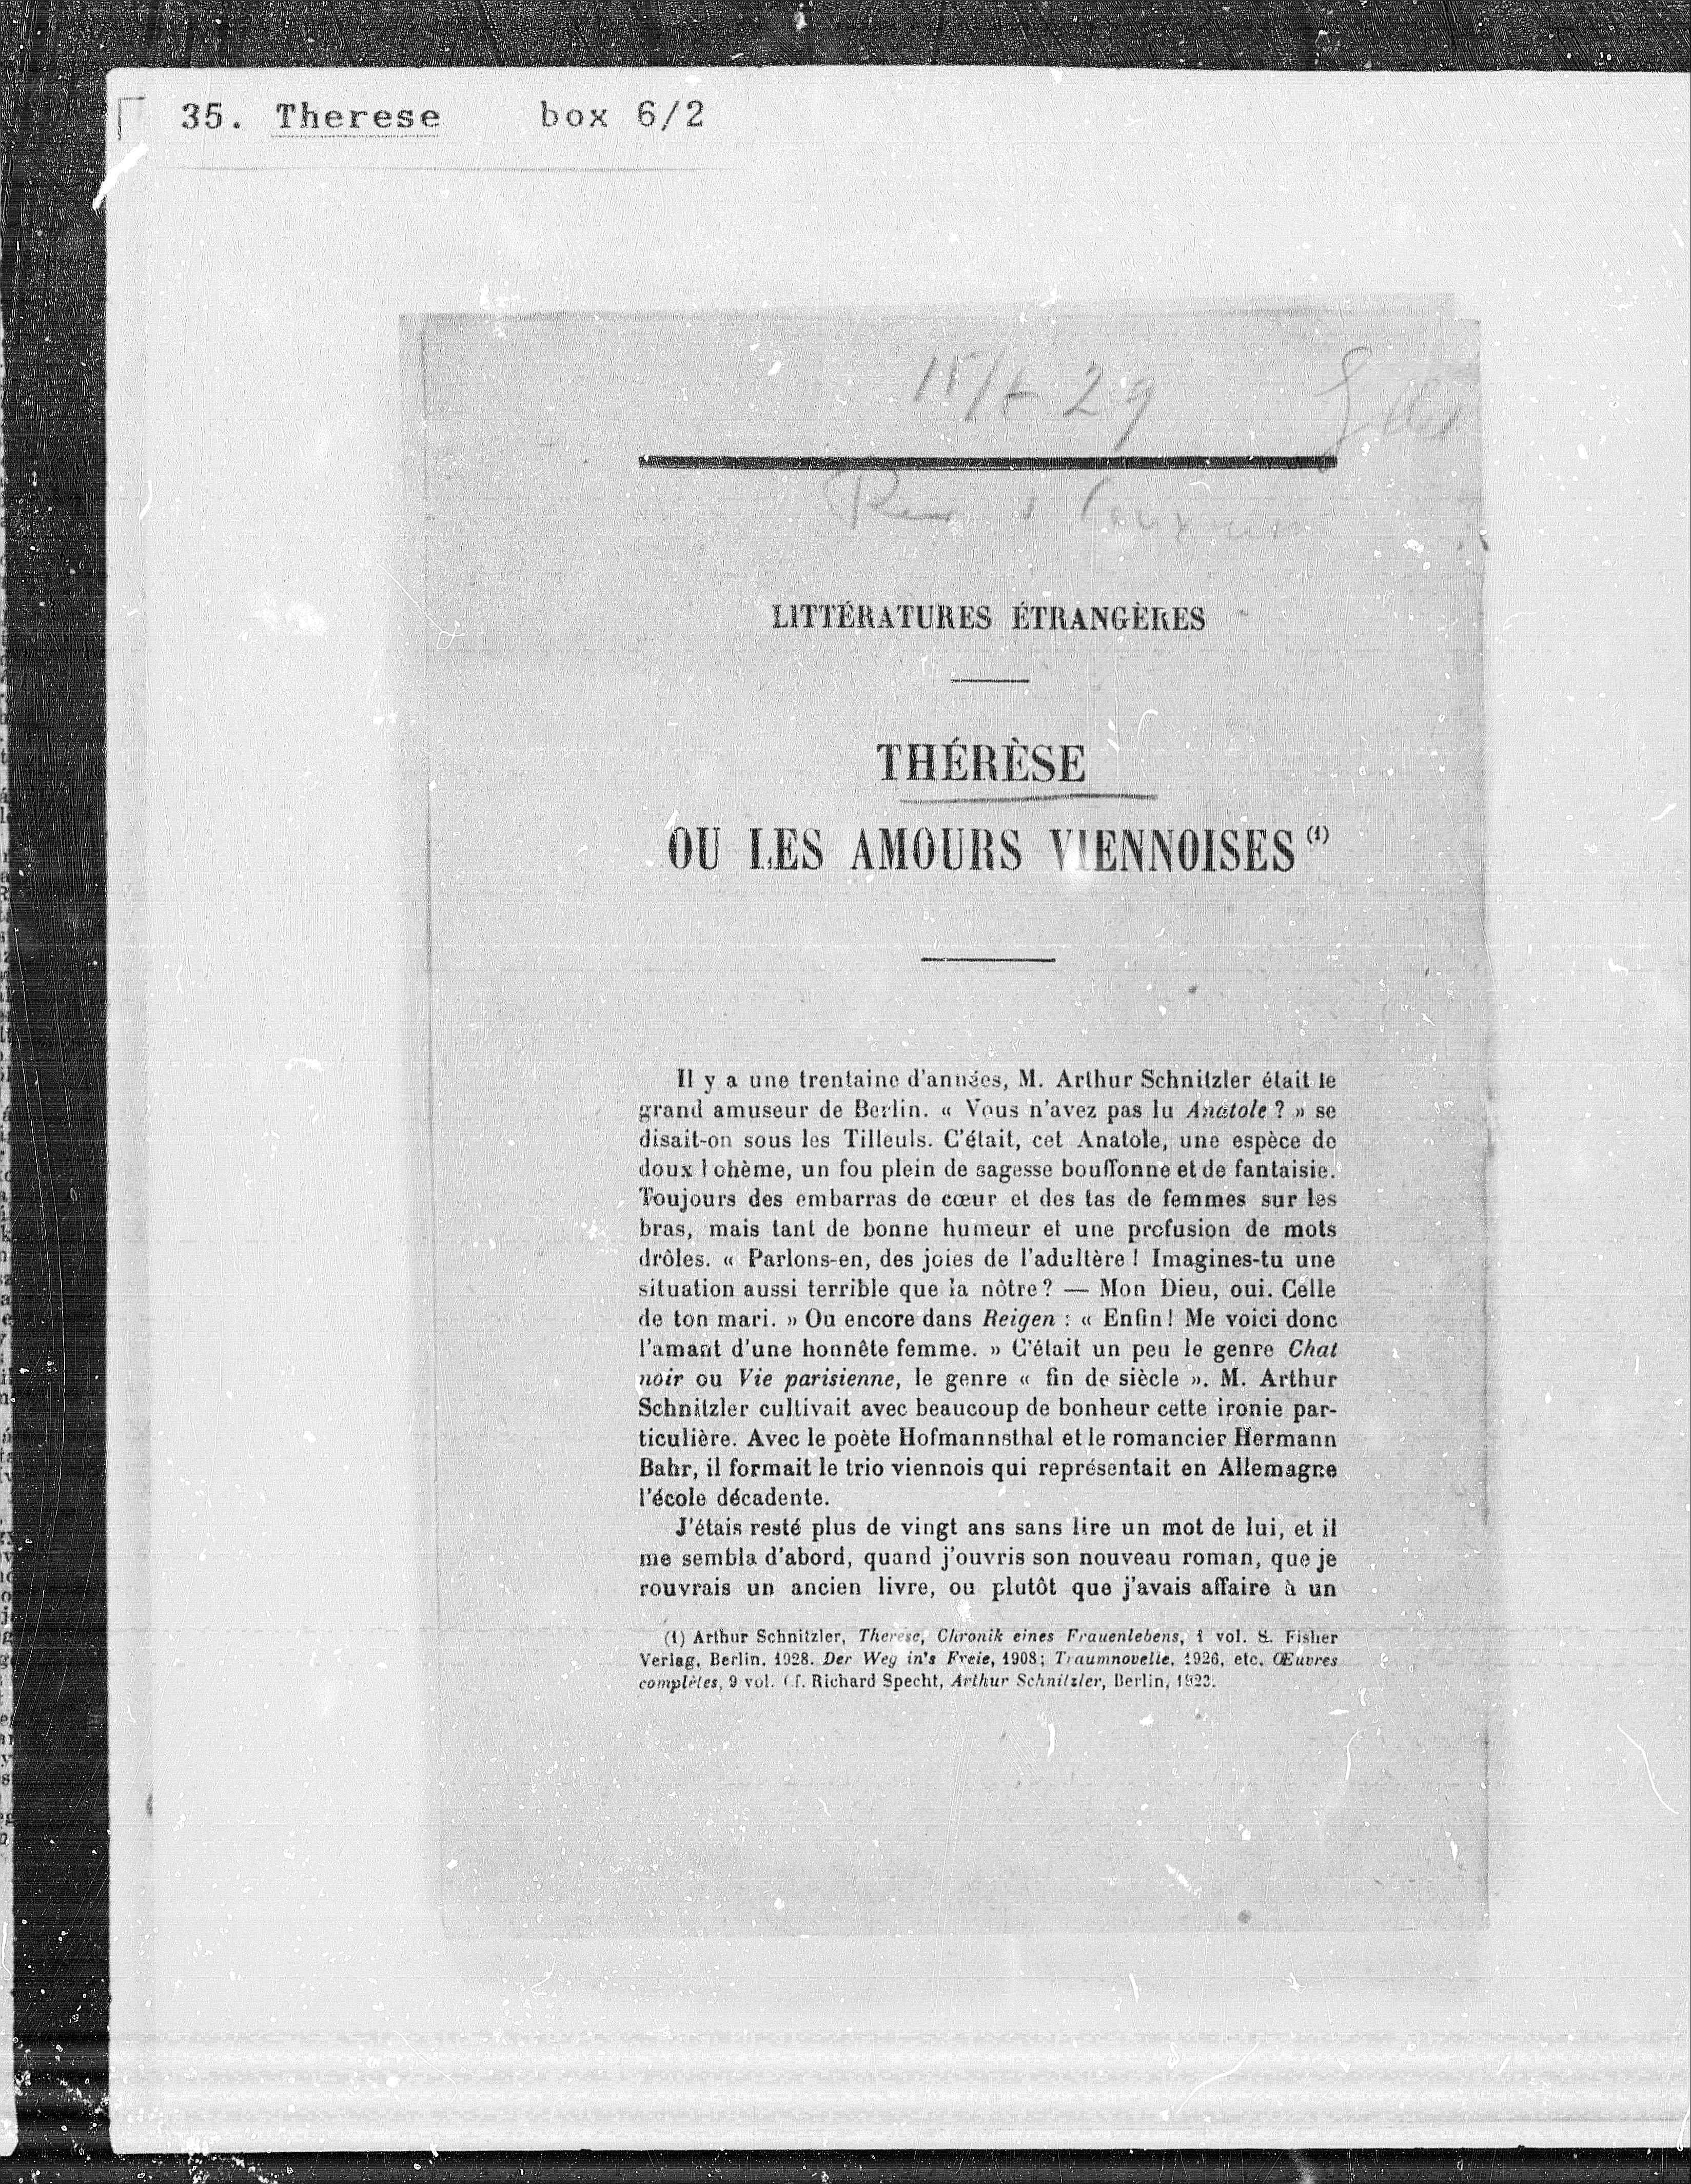 35. Therese box 6/2
29
LITTÉRATURES ÉTRANGÈRES
THÉRÈSE
OU LES AMOURS VIENNOISES (1)
Il y a une trentaine d'années, M. Arthur Schnitzler était le
grand amuseur de Berlin. « Vous n'avez pas lu Anatole ? » se
disait-on sous les Tilleuls. C'était, cet Anatole, une espèce de
doux bohème, un fou plein de sagesse bouffonne et de fantaisie.
Toujours des embarras de cœur et des tas de femmes sur les
bras, mais tant de bonne humeur et une profusion de mots
drôles. « Parlons-en, des joies de l'adultère ! Imagines-tu une
situation aussi terrible que la nôtre ? — Mon Dieu, oui. Celle
de ton mari. » Ou encore dans Reigen : « Enfin ! Me voici donc
l'amant d'une honnête femme. » C'était un peu le genre Chat
noir ou Vie parisienne, le genre « fin de siècle ». M. Arthur
Schnitzler cultivait avec beaucoup de bonheur cette ironie par-
ticulière. Avec le poète Hofmannsthal et le romancier Hermann
Bahr, il formait le trio viennois qui représentait en Allemagne
l'école décadente.
J'étais resté plus de vingt ans sans lire un mot de lui, et il
me sembla d'abord, quand j'ouvris son nouveau roman, que je
rouvrais un ancien livre, ou plutôt que j'avais affaire à un
(1) Arthur Schnitzler, Therese, Chronik eines Frauenlebens, 1 vol. S. Fisher
Verlag, Berlin, 1928. Der Weg in's Freie, 1908; Traumnovelle, 1926, etc. Œuvres
complètes, 9 vol. Cf. Richard Specht, Arthur Schnitzler, Berlin, 1923.